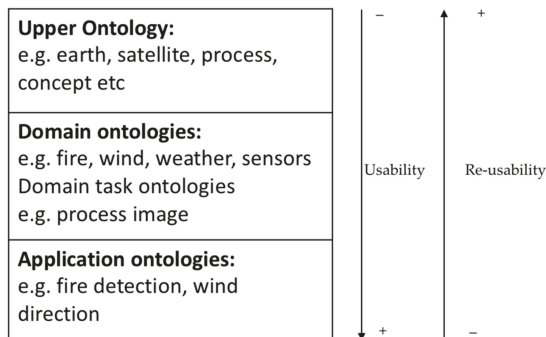 Upper Ontology:
e.g. earth, satellite, process,
concept etc
Domain ontologies:
e.g. fire, wind, weather, sensors
Domain task ontologies
e.g. process image
Application ontologies:
e.g. fire detection, wind
direction
– +
Usability Re-usability
+ –